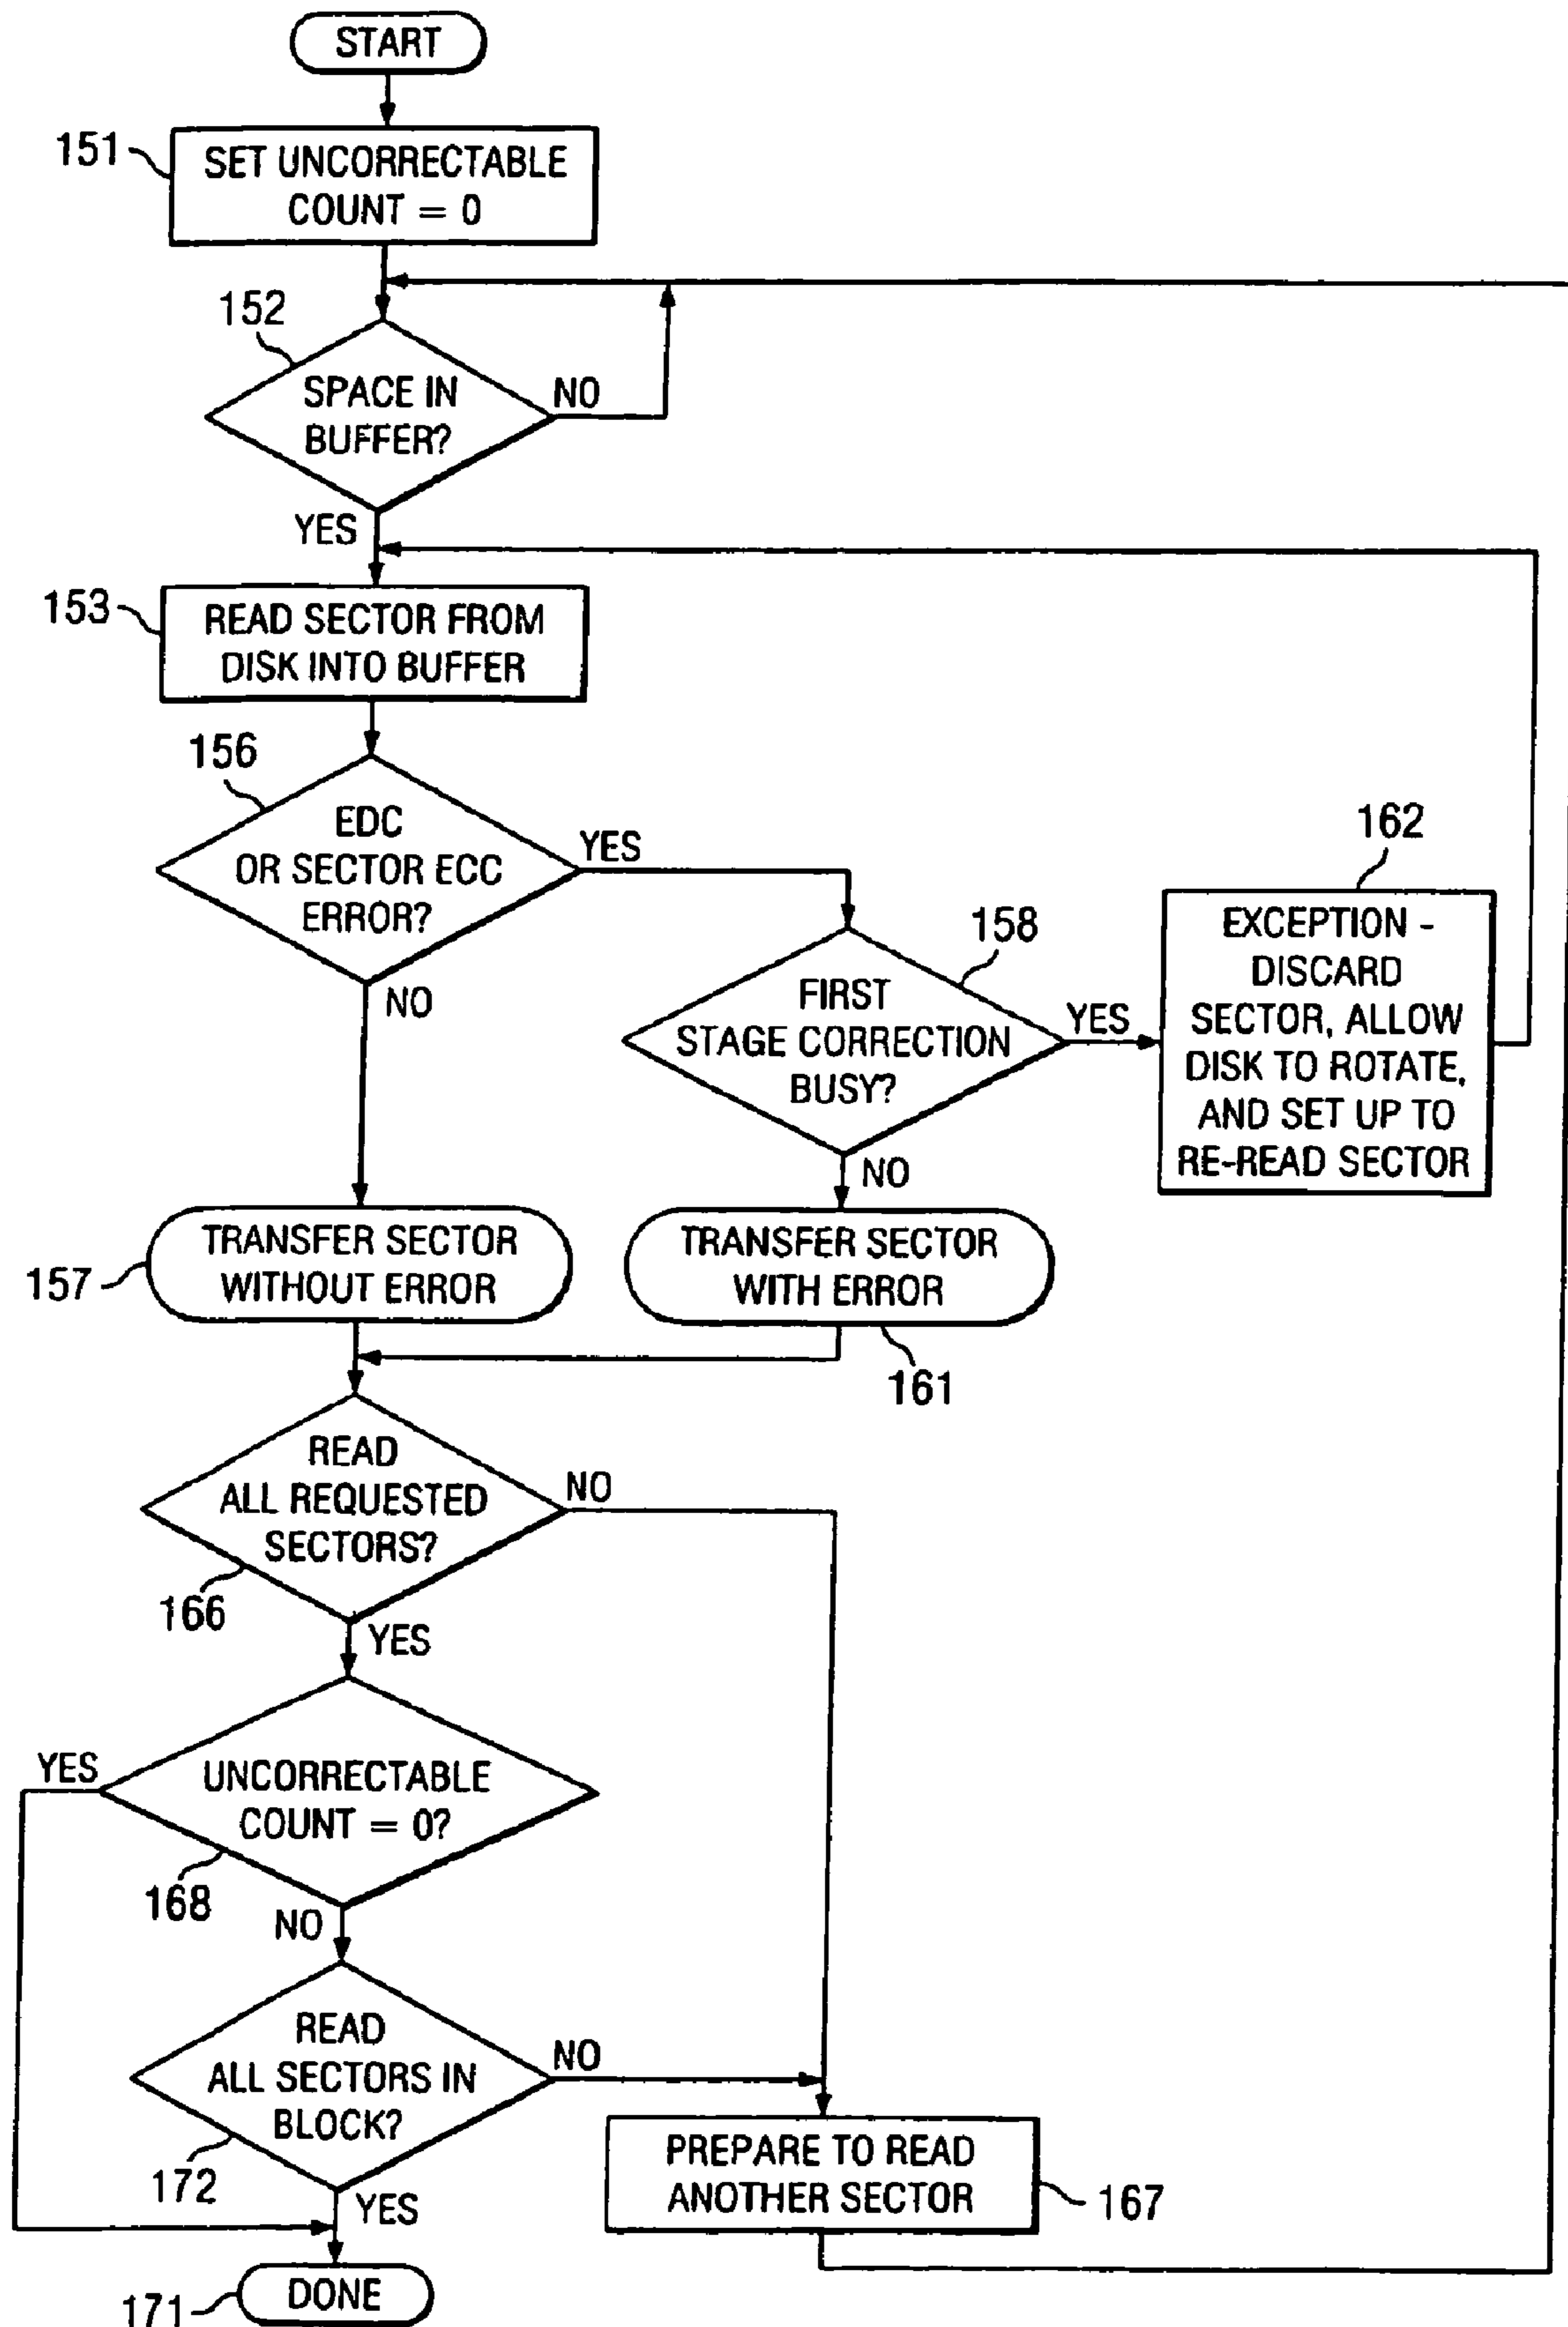 START
151
SET UNCORRECTABLE
COUNT = 0
152
SPACE IN
BUFFER?
NO
YES
153
READ SECTOR FROM
DISK INTO BUFFER
156
EDC
OR SECTOR ECC
ERROR?
YES
NO
158
FIRST
STAGE CORRECTION
BUSY?
YES
NO
162
EXCEPTION -
DISCARD
SECTOR, ALLOW
DISK TO ROTATE,
AND SET UP TO
RE-READ SECTOR
157
TRANSFER SECTOR
WITHOUT ERROR
TRANSFER SECTOR
WITH ERROR
161
READ
ALL REQUESTED
SECTORS?
NO
166
YES
YES
UNCORRECTABLE
COUNT = 0?
168
NO
READ
ALL SECTORS IN
BLOCK?
NO
172
YES
PREPARE TO READ
ANOTHER SECTOR
167
DONE
171